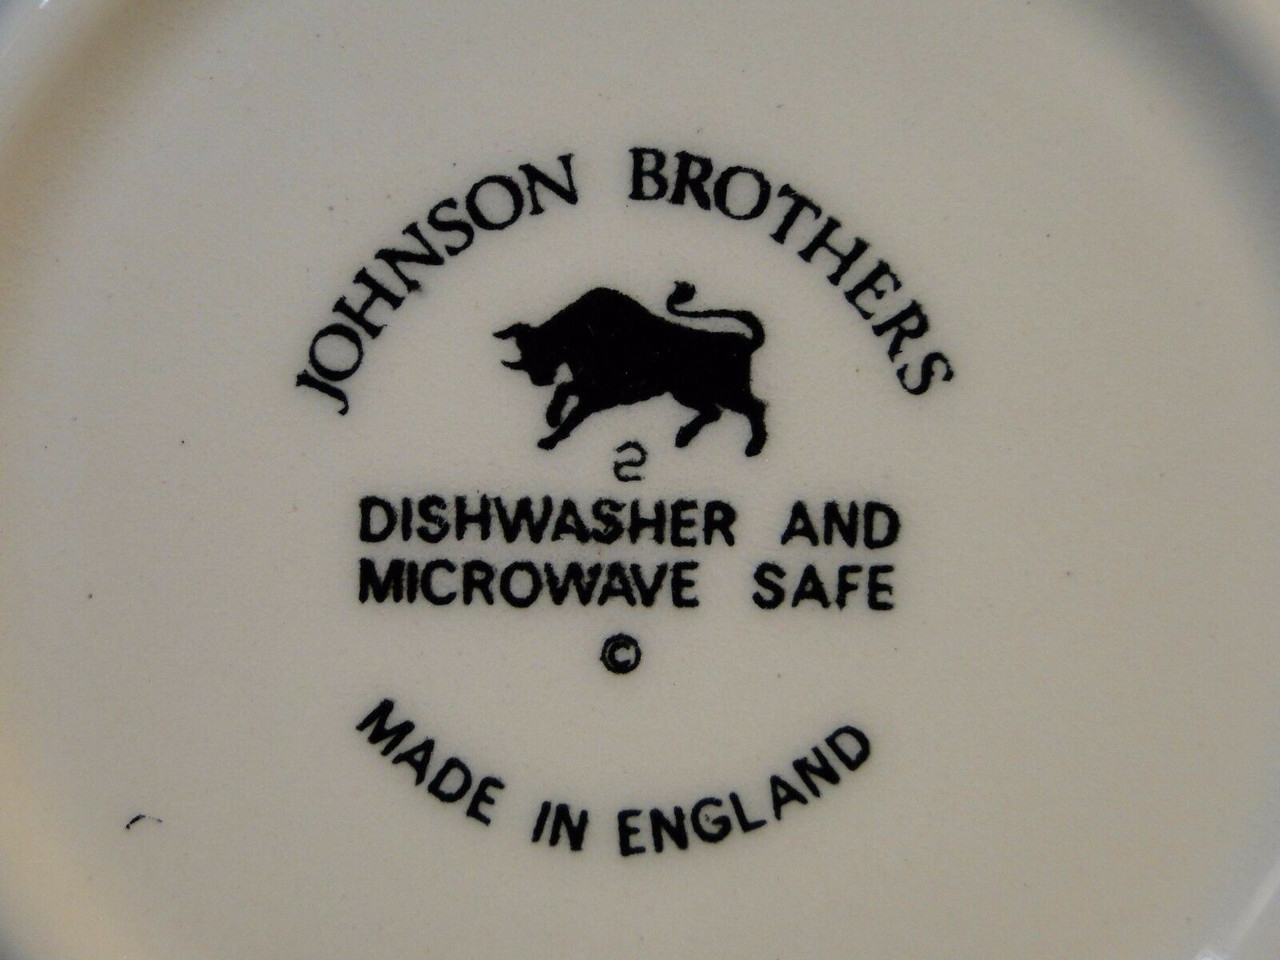 JOHNSON BROTHERS
2
DISHWASHER AND
MICROWAVE SAFE
©
MADE IN ENGLAND